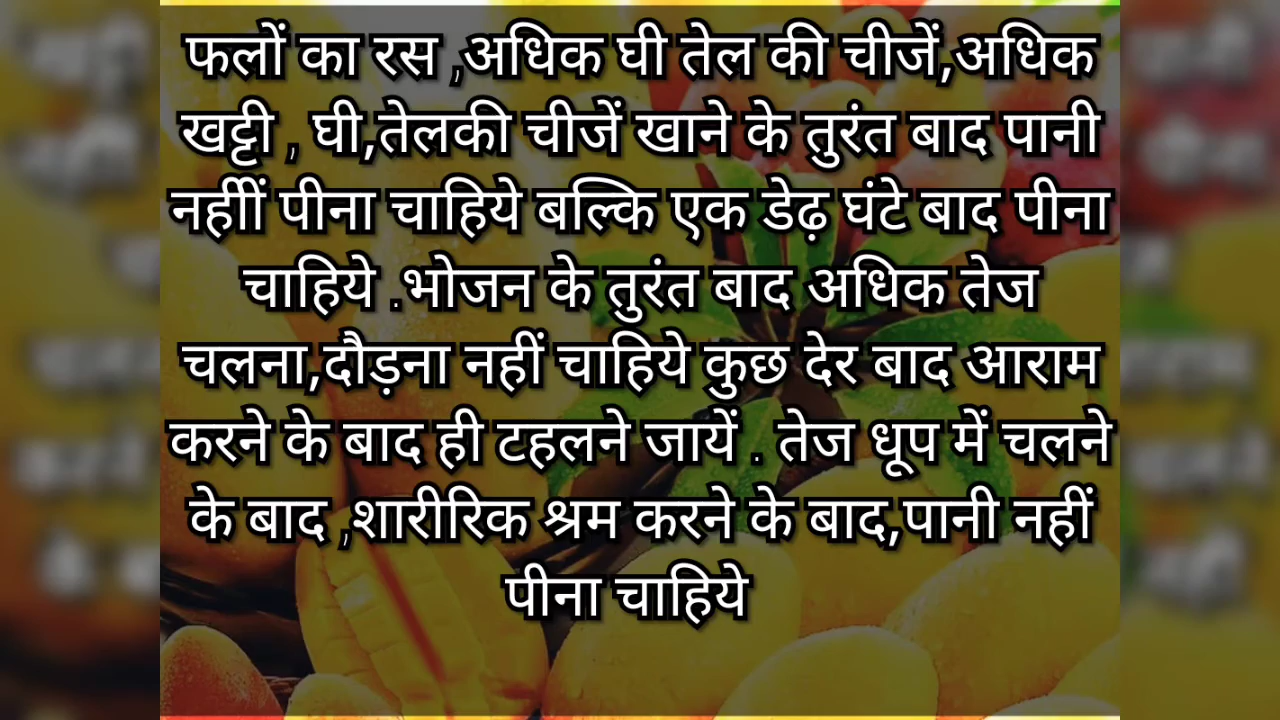 फलों का रस ,अधिक घी तेल की चीजें,अधिक
खट्टी , घी,तेलकी चीजें खाने के तुरंत बाद पानी
नहीीं पीना चाहिये बल्कि एक डेढ़ घंटे बाद पीना
चाहिये .भोजन के तुरंत बाद अधिक तेज
चलना,दौड़ना नहीं चाहिये कुछ देर बाद आराम
करने के बाद ही टहलने जायें . तेज धूप में चलने
के बाद ,शारीरिक श्रम करने के बाद,पानी नहीं
पीना चाहिये